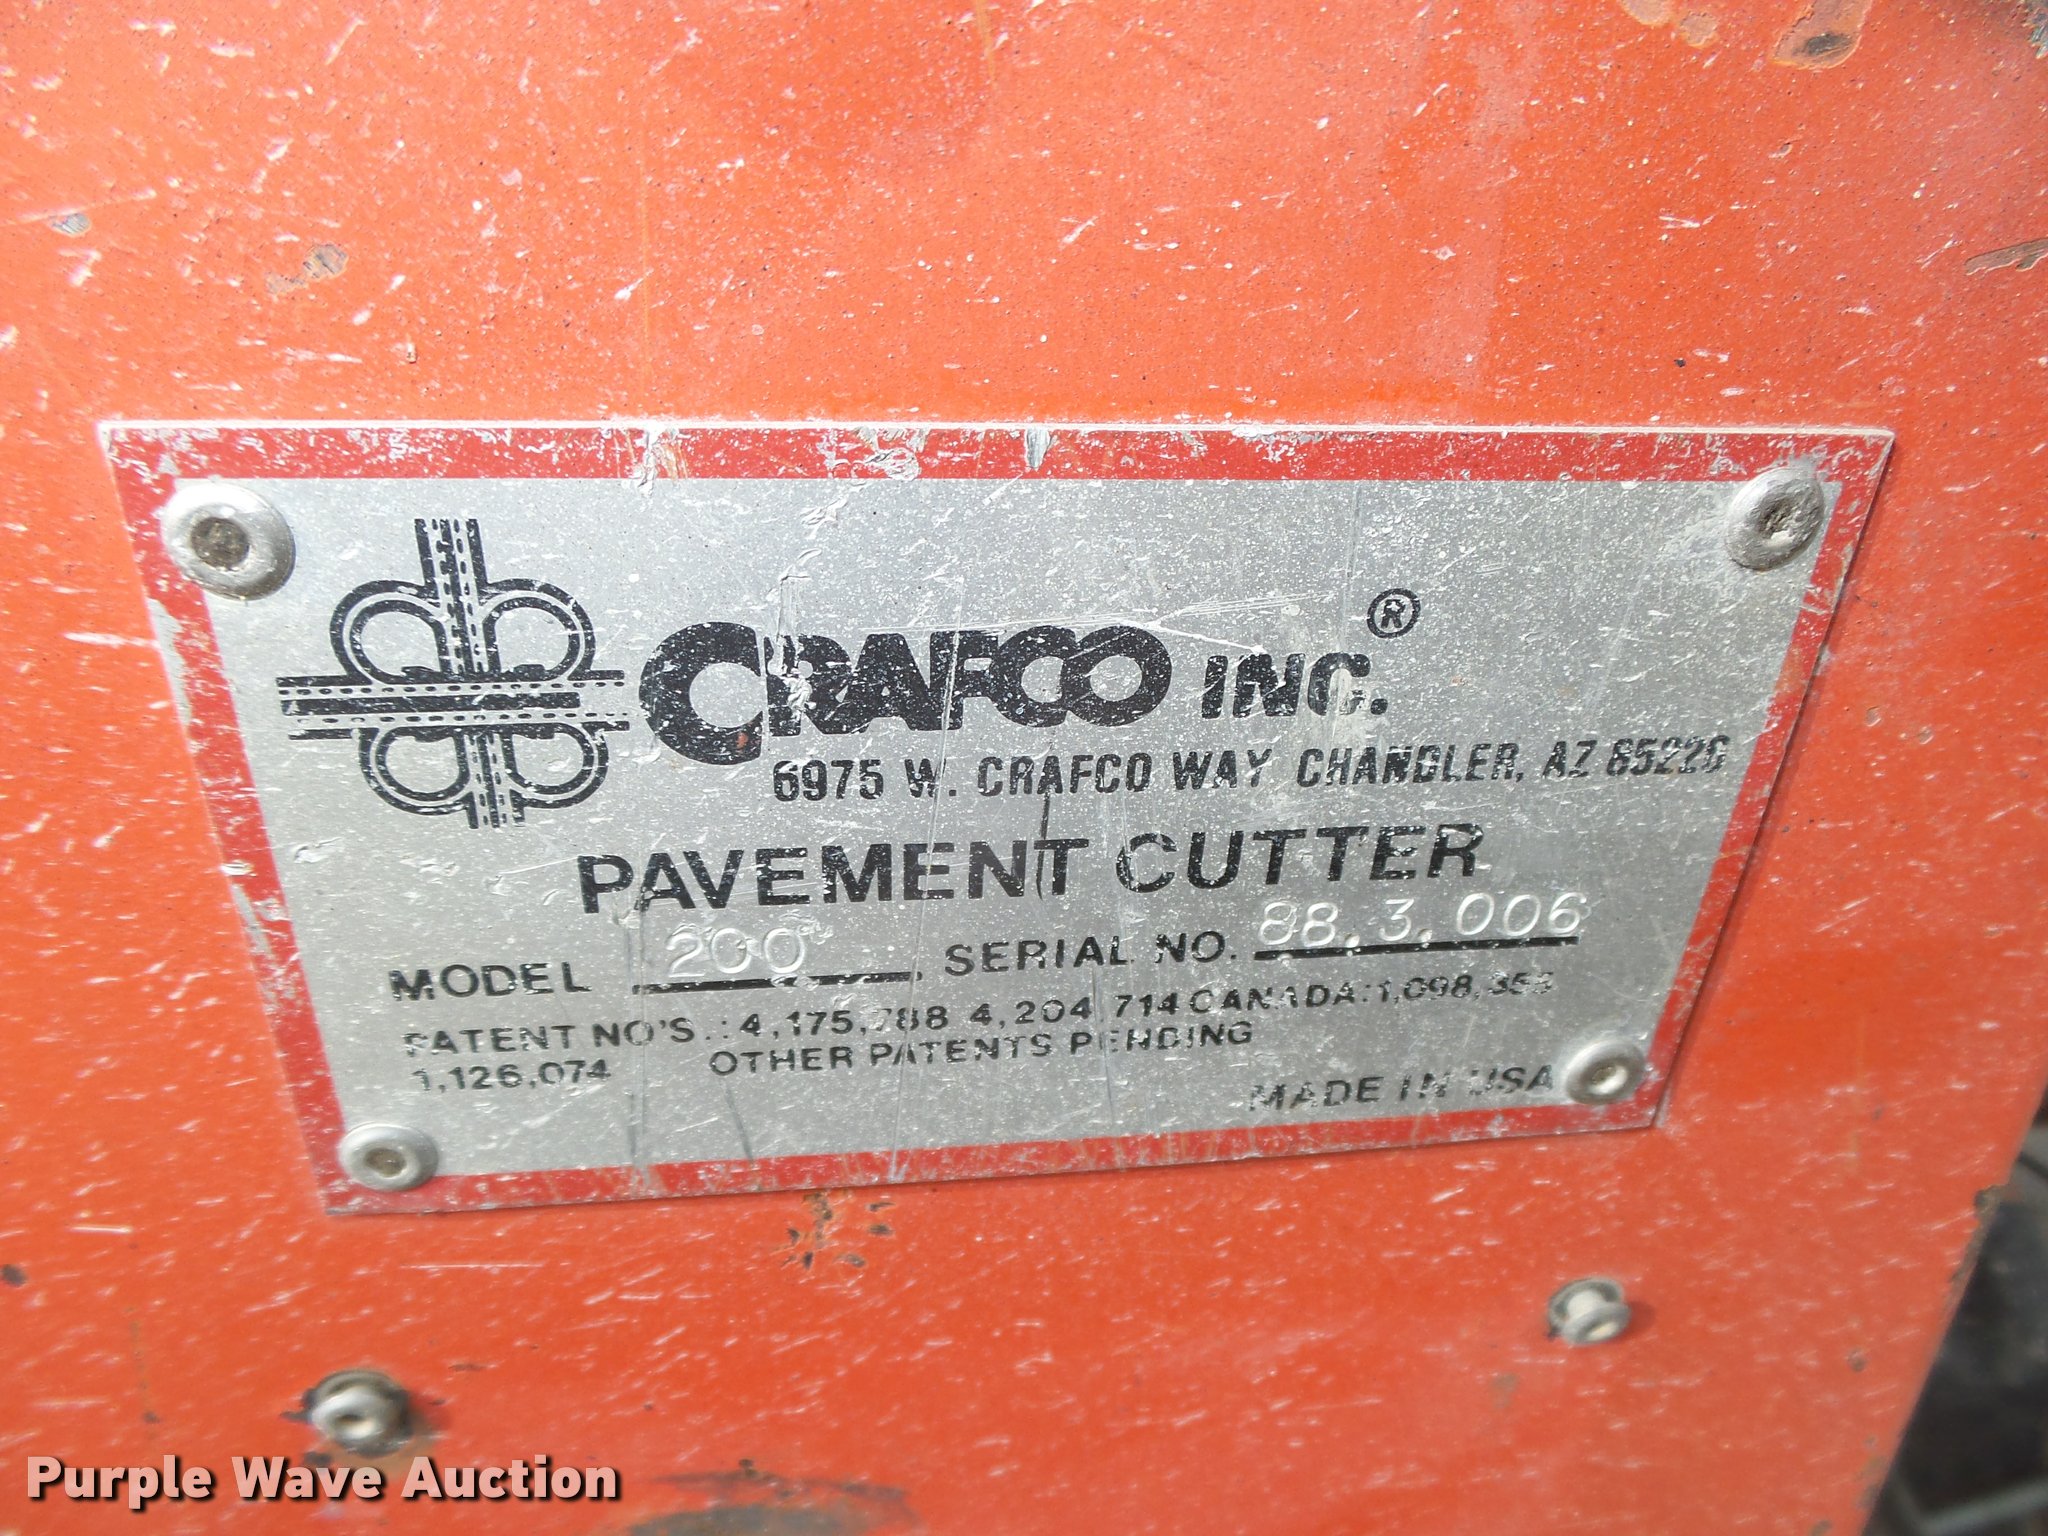 CRAFCO INC.®
6975 W. CRAFCO WAY CHANDLER, AZ 85226
PAVEMENT CUTTER
MODEL 200 . SERIAL NO. 88.3.006
PATENT NO'S.: 4,175,788 4,204,714 CANADA: 1,098,353
1,126,074 OTHER PATENTS PENDING
MADE IN USA
Purple Wave Auction